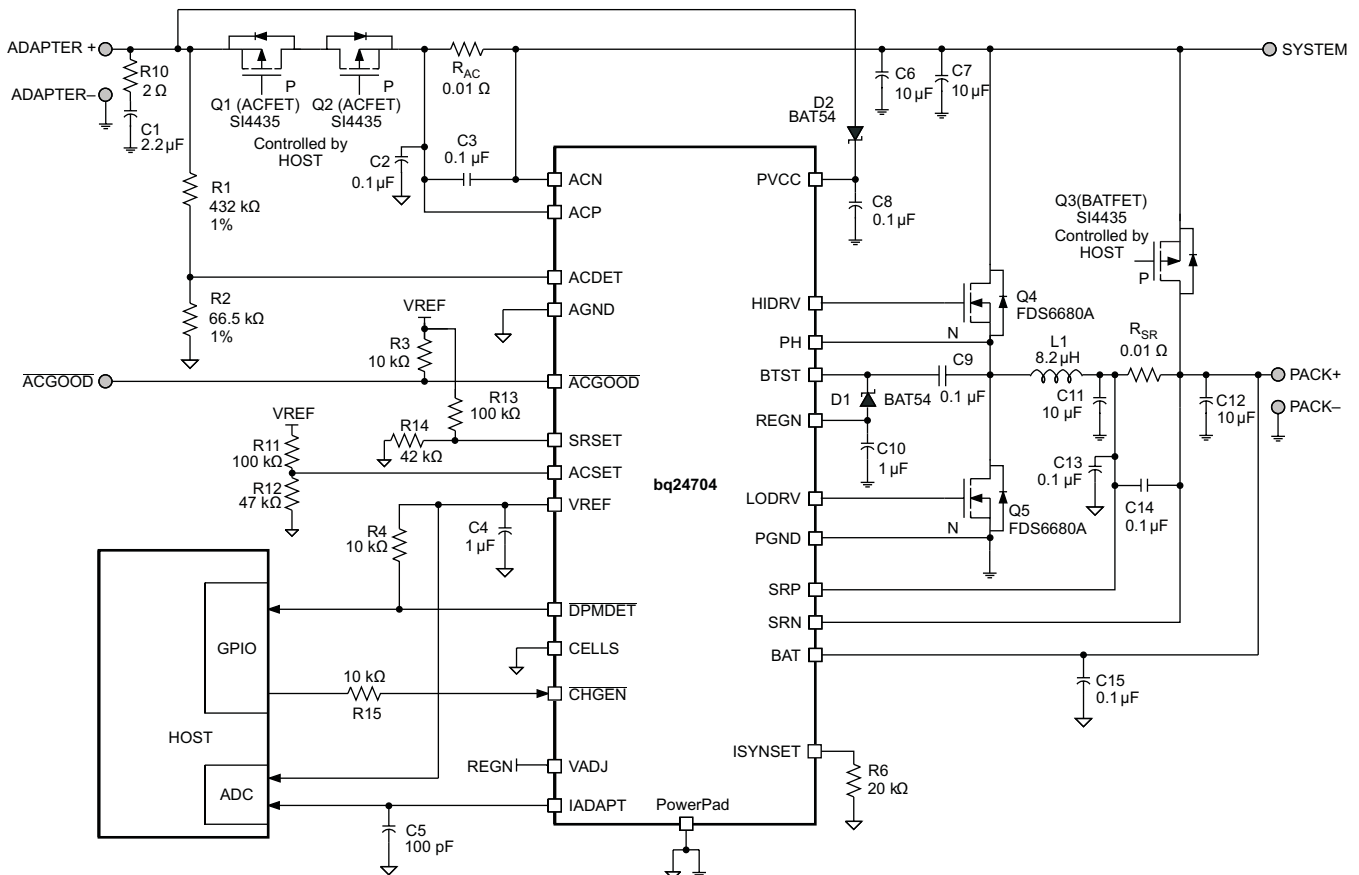 ADAPTER +
R10
2 Ω
ADAPTER–
C1
2.2 µF
P
Q1 (ACFET)
SI4435
P
Q2 (ACFET)
SI4435
Controlled by
HOST
RAC
0.01 Ω
C2
0.1 µF
C3
0.1 µF
C6
10 µF
C7
10 µF
SYSTEM
D2
BAT54
C8
0.1 µF
Q3(BATFET)
SI4435
Controlled by
HOST
P
R1
432 kΩ
1%
R2
66.5 kΩ
1%
ACN
ACP
ACDET
AGND
ACGOOD
SRSET
ACSET
VREF
DPMDET
CELLS
CHGEN
VADJ
IADAPT
bq24704
PowerPad
PVCC
HIDRV
PH
BTST
REGN
LODRV
PGND
SRP
SRN
BAT
ISYNSET
VREF
R3
10 kΩ
ACGOOD
R13
100 kΩ
R14
42 kΩ
VREF
R11
100 kΩ
R12
47 kΩ
R4
10 kΩ
C4
1 µF
GPIO
HOST
ADC
10 kΩ
R15
REGN
C5
100 pF
Q4
FDS6680A
N
L1
8.2 µH
RSR
0.01 Ω
C9
0.1 µF
D1
BAT54
C10
1 µF
C11
10 µF
C12
10 µF
PACK+
PACK–
C13
0.1 µF
C14
0.1 µF
Q5
FDS6680A
N
C15
0.1 µF
R6
20 kΩ